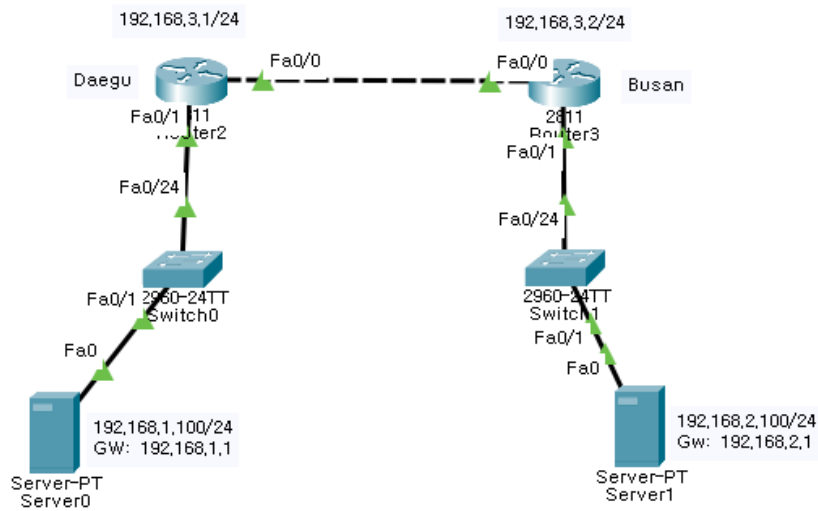 192,168,3,1/24
192,168,3,2/24
Fa0/0
Fa0/0
Daegu
Busan
Fa0/1
2811
Router3
Fa0/1
Fa0/24
Fa0/24
2960-24TT
Switch0
Fa0/1
2960-24TT
Switch1
Fa0/1
Fa0
Fa0
192,168,1,100/24
GW: 192,168,1,1
192,168,2,100/24
Gw: 192,168,2,1
Server-PT
Server0
Server-PT
Server1